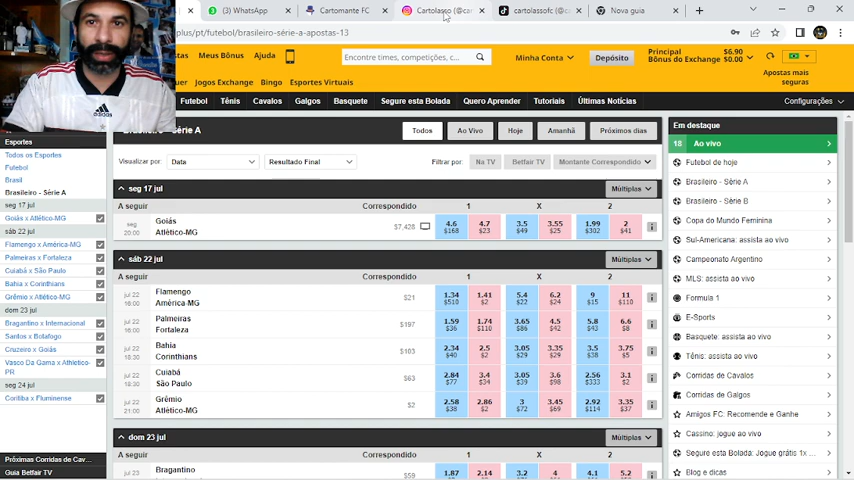 (3) WhatsApp
Cartomante FC
Cartolasso (@car
cartolassofc (@c
Nova guia
plus/pt/futebol/brasileiro-série-a-apostas-13
Meus Bônus
Ajuda
Encontre times, competições, c...
Minha Conta
Depósito
Principal
$6.90
Bônus do Exchange
$0.00
Apostas mais
seguras
Jogos Exchange
Bingo
Esportes Virtuais
Futebol
Tênis
Cavalos
Galgos
Basquete
Segure esta Bolada
Quero Aprender
Tutoriais
Últimas Notícias
Configurações
adidas
Esportes
Todos os Esportes
Futebol
Brasil
Brasileiro - Série A
seg 17 jul
Goiás x Atlético-MG
sáb 22 jul
Flamengo x América-MG
Palmeiras x Fortaleza
Cuiabá x São Paulo
Bahia x Corinthians
Grêmio x Atlético-MG
dom 23 jul
Bragantino x Internacional
Santos x Botafogo
Cruzeiro x Goiás
Vasco Da Gama x Athletico-
PR
seg 24 jul
Coritiba x Fluminense
Próximas Corridas de Cav...
Guia Betfair TV
Série A
Todos
Ao Vivo
Hoje
Amanhã
Próximos dias
Visualizar por:
Data
Resultado Final
Filtrar por:
Na TV
Betfair TV
Montante Correspondido
seg 17 jul
Múltiplas
A seguir
Correspondido
1
X
2
seg
20:00
Goiás
Atlético-MG
$7,428
4.6 4.7 3.5 3.55 1.99 2
$168 $23 $49 $25 $302 $41
sáb 22 jul
Múltiplas
A seguir
Correspondido
1
X
2
jul 22
16:00
Flamengo
América-MG
$21
1.34 1.41 5.4 6.2 9 11
$510 $2 $22 $24 $15 $110
jul 22
16:00
Palmeiras
Fortaleza
$197
1.59 1.74 3.65 4.5 5.8 6.6
$36 $110 $86 $42 $43 $8
jul 22
18:30
Bahia
Corinthians
$103
2.34 2.5 3.05 3.35 3.5 3.75
$40 $2 $29 $29 $38 $5
jul 22
18:30
Cuiabá
São Paulo
$63
2.84 3.4 3.05 3.6 2.56 3.1
$77 $34 $39 $98 $333 $2
jul 22
21:00
Grêmio
Atlético-MG
$2
2.58 2.86 3 3.45 2.92 3.35
$38 $2 $72 $69 $114 $37
dom 23 jul
Múltiplas
A seguir
Correspondido
1
X
2
jul 23
Bragantino
$59
1.87 2.14 3.2 4 4.1 5.2
Em destaque
18 Ao vivo
Futebol de hoje
Brasileiro - Série A
Brasileiro - Série B
Copa do Mundo Feminina
Sul-Americana: assista ao vivo
Campeonato Argentino
MLS: assista ao vivo
Formula 1
E-Sports
Basquete: assista ao vivo
Tênis: assista ao vivo
Corridas de Cavalos
Corridas de Galgos
Amigos FC: Recomende e Ganhe
Cassino: jogue ao vivo
Segure esta Bolada: Jogue grátis 1x ...
Blog e dicas